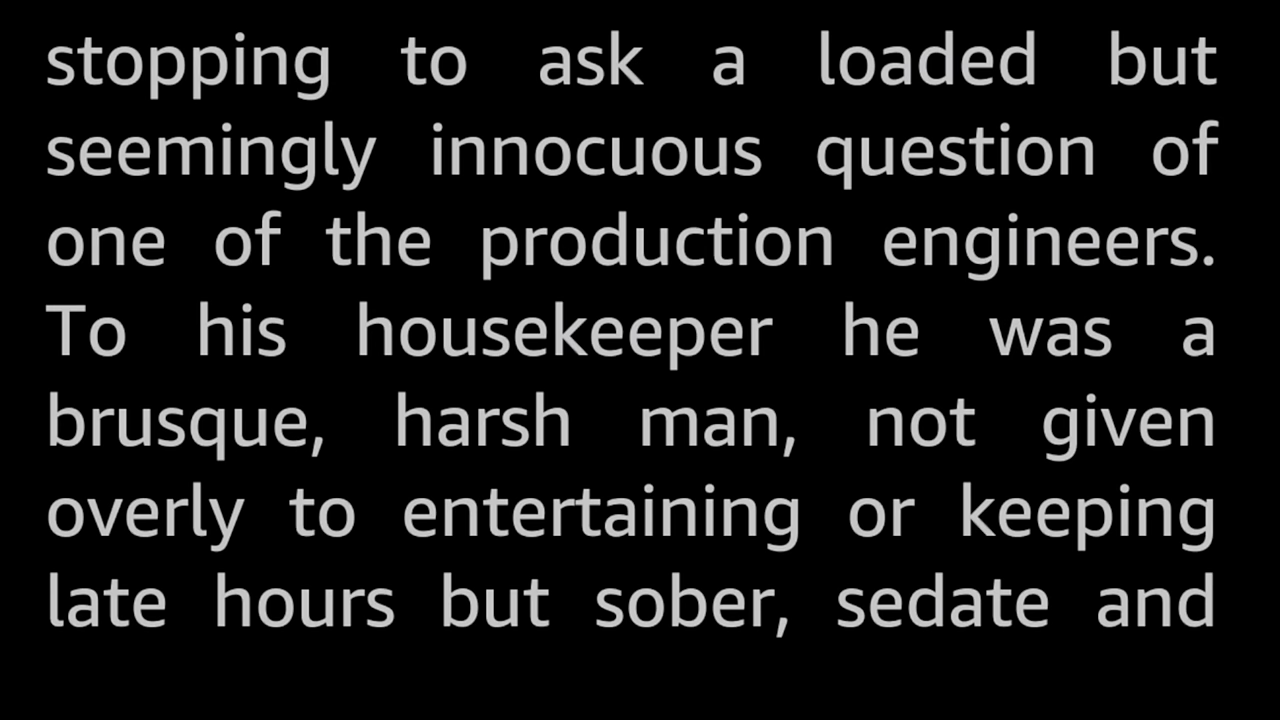 stopping to ask a loaded but
seemingly innocuous question of
one of the production engineers.
To his housekeeper he was a
brusque, harsh man, not given
overly to entertaining or keeping
late hours but sober, sedate and